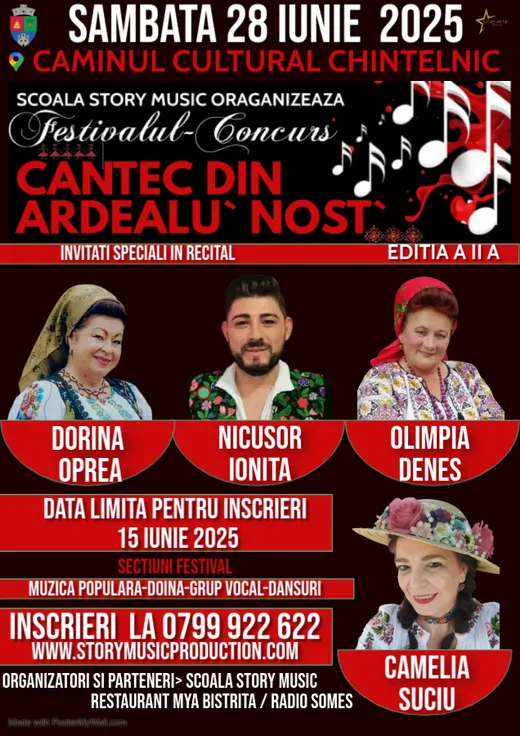 SAMBATA 28 IUNIE 2025
CAMINUL CULTURAL CHINTELNIC
SCOALA STORY MUSIC ORAGANIZEAZA
Festivalul-Concurs
CANTEC DIN
ARDEALU` NOST`
INVITATI SPECIALI IN RECITAL
EDITIA A II A
DORINA
OPREA
NICUSOR
IONITA
OLIMPIA
DENES
DATA LIMITA PENTRU INSCRIERI
15 IUNIE 2025
SECTIUNI FESTIVAL
MUZICA POPULARA-DOINA-GRUP VOCAL-DANSURI
INSCRIERI LA 0799 922 622
WWW.STORYMUSICPRODUCTION.COM
CAMELIA
SUCIU
ORGANIZATORI SI PARTENERI> SCOALA STORY MUSIC
RESTAURANT MYA BISTRITA / RADIO SOMES
Made with PosterMyWall.com